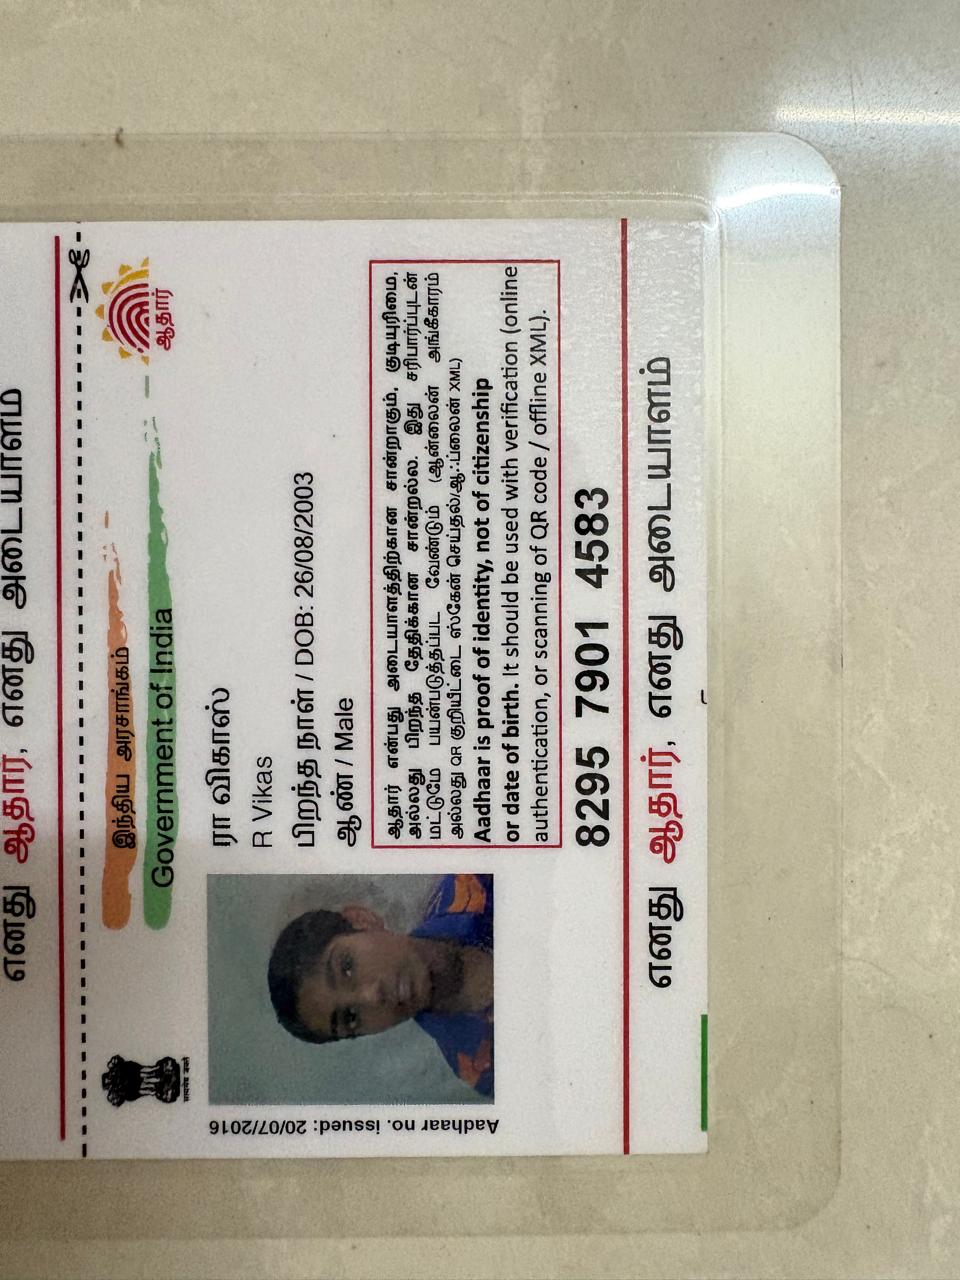 எனது ஆதார், எனது அடையாளம்
ஆதார்
இந்திய அரசாங்கம்
Government of India
सत्यमेव जयते
Aadhaar no. issued: 20/07/2016
ரா விகாஸ்
R Vikas
பிறந்த நாள் / DOB: 26/08/2003
ஆண் / Male
ஆதார் என்பது அடையாளத்திற்கான சான்றாகும், குடியுரிமை,
அல்லது பிறந்த தேதிக்கான சான்றல்ல. இது சரிபார்ப்புடன்
மட்டுமே பயன்படுத்தப்பட வேண்டும் (ஆன்லைன் அங்கீகாரம்
அல்லது QR குறியீட்டை ஸ்கேன் செய்தல்/ஆஃப்லைன் XML)
Aadhaar is proof of identity, not of citizenship
or date of birth. It should be used with verification (online
authentication, or scanning of QR code / offline XML).
8295 7901 4583
எனது ஆதார், எனது அடையாளம்